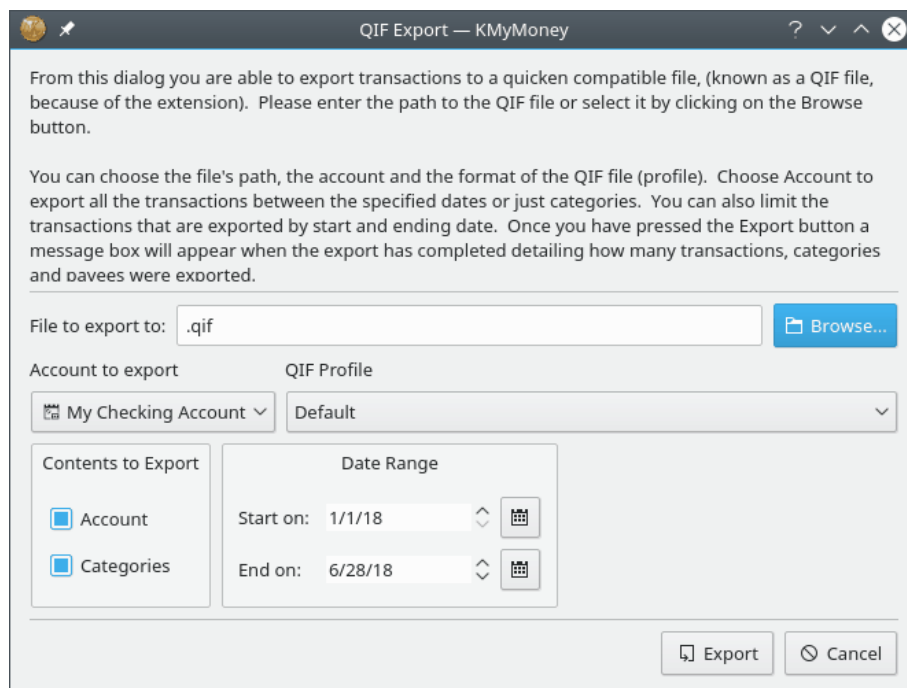 QIF Export — KMyMoney
From this dialog you are able to export transactions to a quicken compatible file, (known as a QIF file,
because of the extension).  Please enter the path to the QIF file or select it by clicking on the Browse
button.
You can choose the file's path, the account and the format of the QIF file (profile).  Choose Account to
export all the transactions between the specified dates or just categories.  You can also limit the
transactions that are exported by start and ending date.  Once you have pressed the Export button a
message box will appear when the export has completed detailing how many transactions, categories
and payees were exported.
File to export to: .qif Browse...
Account to export QIF Profile
My Checking Account Default
Contents to Export Date Range
Account Start on: 1/1/18
Categories End on: 6/28/18
Export Cancel